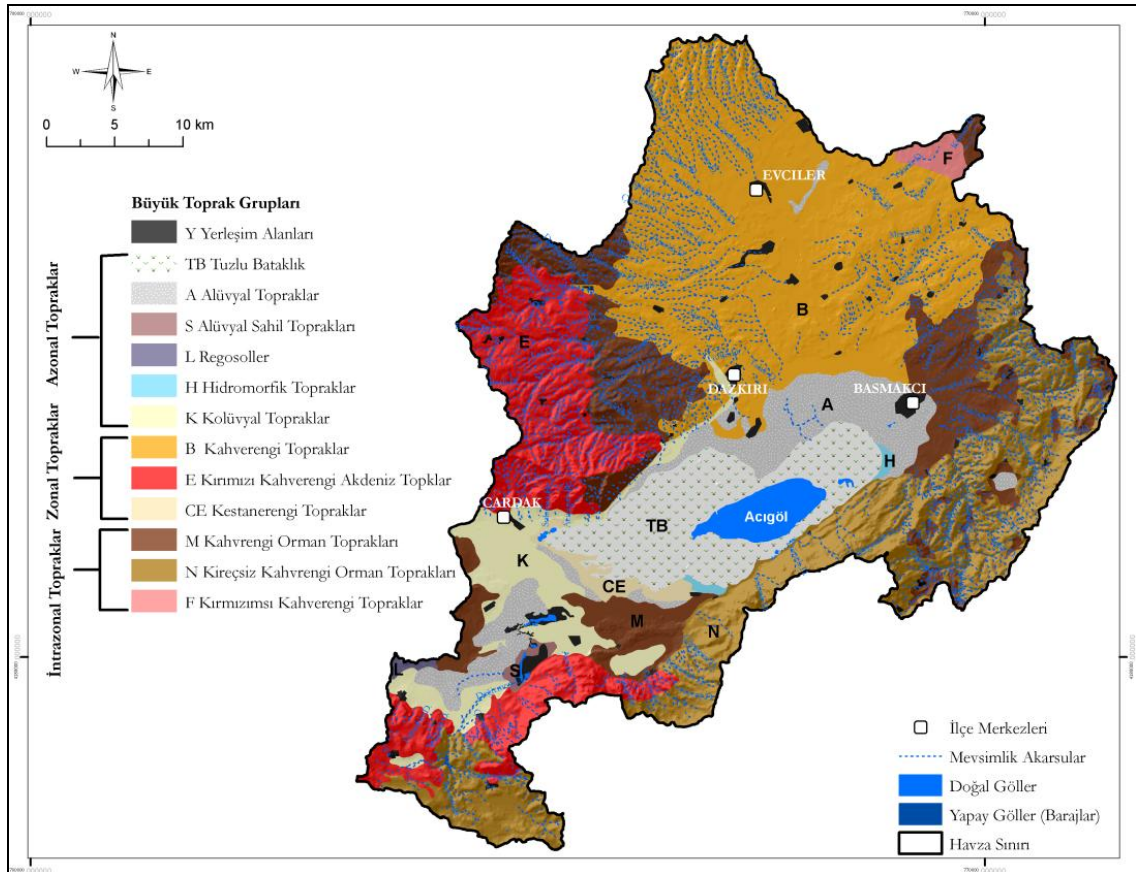 N
W E
S
0 5 10 km
Büyük Toprak Grupları
Y Yerleşim Alanları
TB Tuzlu Bataklık
A Alüvyal Topraklar
S Alüvyal Sahil Toprakları
L Regosoller
H Hidromorfik Topraklar
K Kolüvyal Topraklar
B Kahverengi Topraklar
E Kırımızı Kahverengi Akdeniz Topklar
CE Kestanerengi Topraklar
M Kahvrengi Orman Toprakları
N Kireçsiz Kahvrengi Orman Toprakları
F Kırmızımsı Kahverengi Topraklar
Azonal Topraklar
Zonal Topraklar
İntrazonal Topraklar
F
EVCILER
B
E
DAZKIRI
BASMAKCI
A
H
CARDAK
TB
Acıgöl
K
CE
M
N
S
L
İlçe Merkezleri
Mevsimlik Akarsular
Doğal Göller
Yapay Göller (Barajlar)
Havza Sınırı